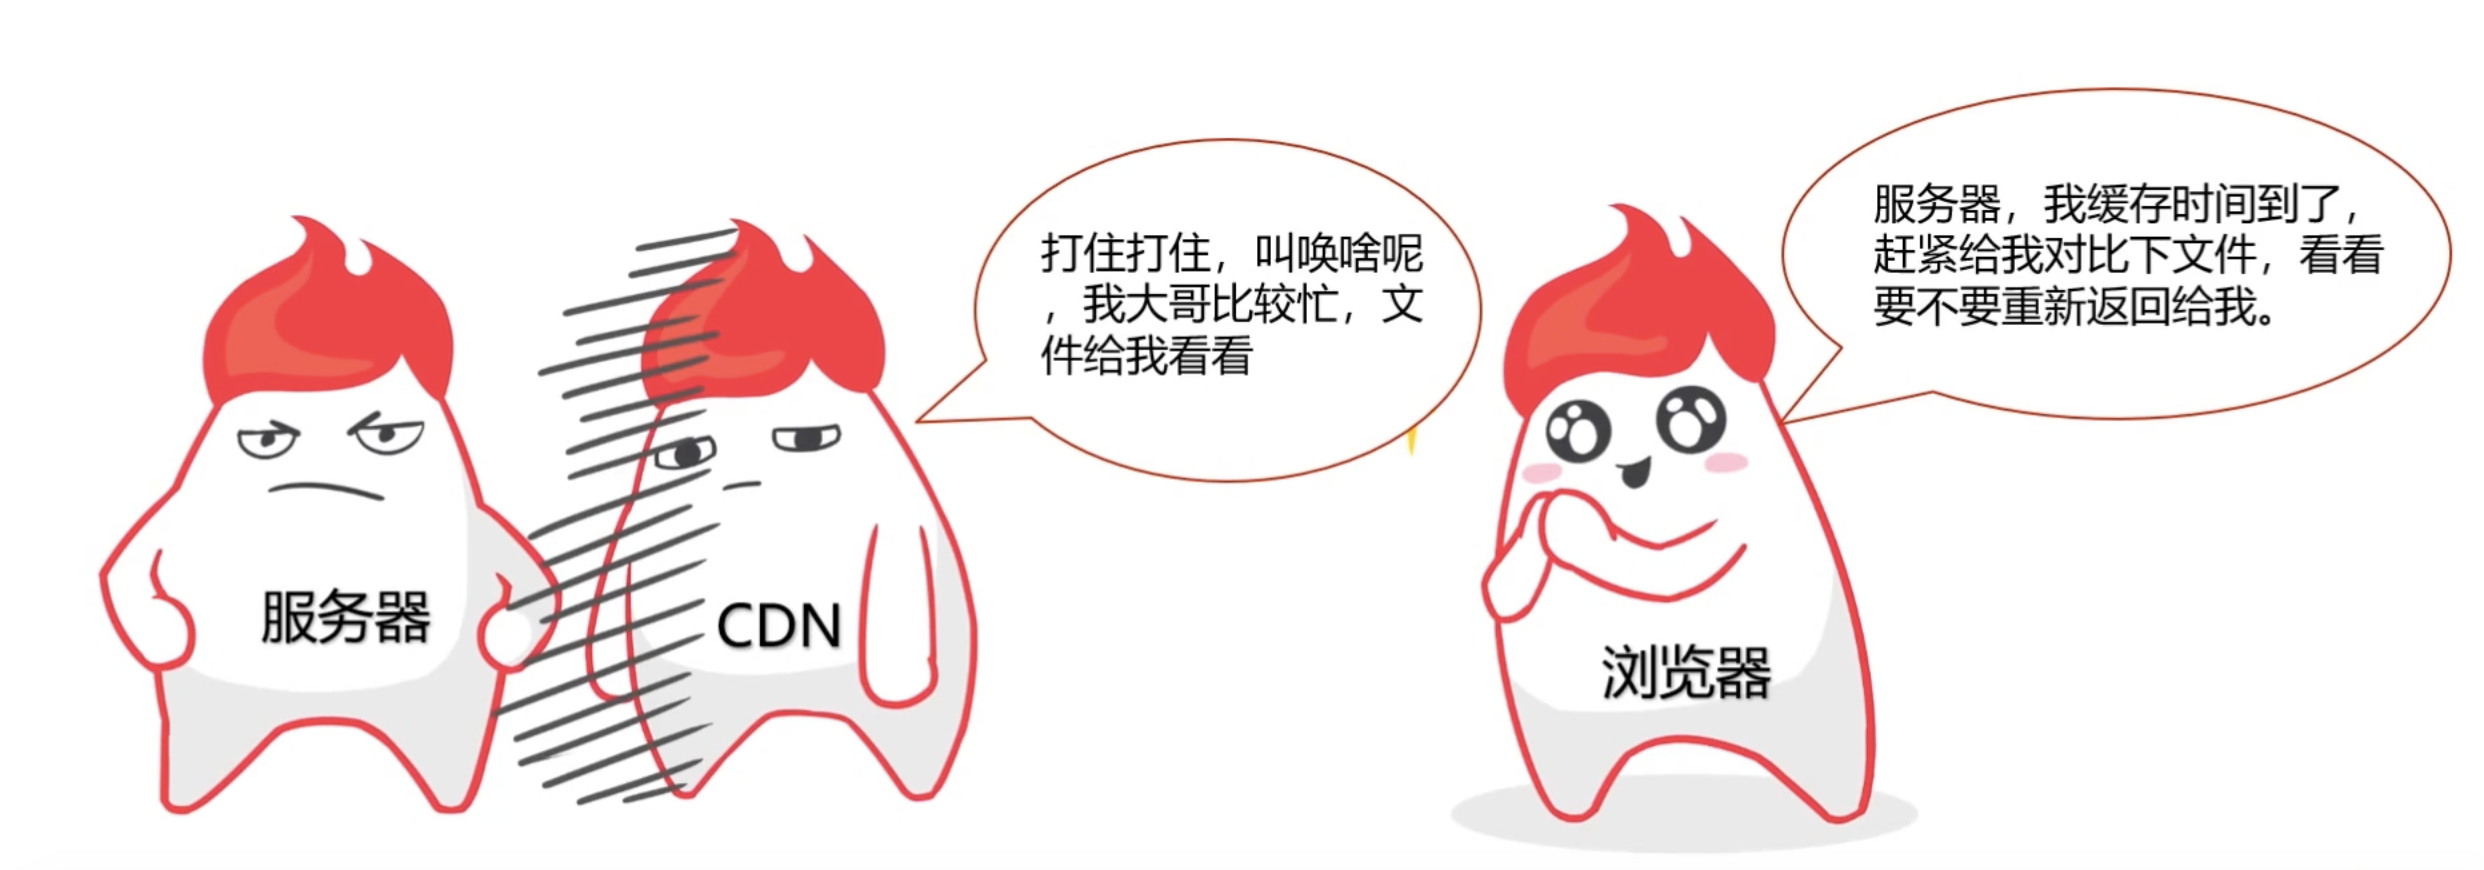 打住打住，叫唤啥呢
，我大哥比较忙，文
件给我看看
服务器，我缓存时间到了，
赶紧给我对比下文件，看看
要不要重新返回给我。
服务器
CDN
浏览器